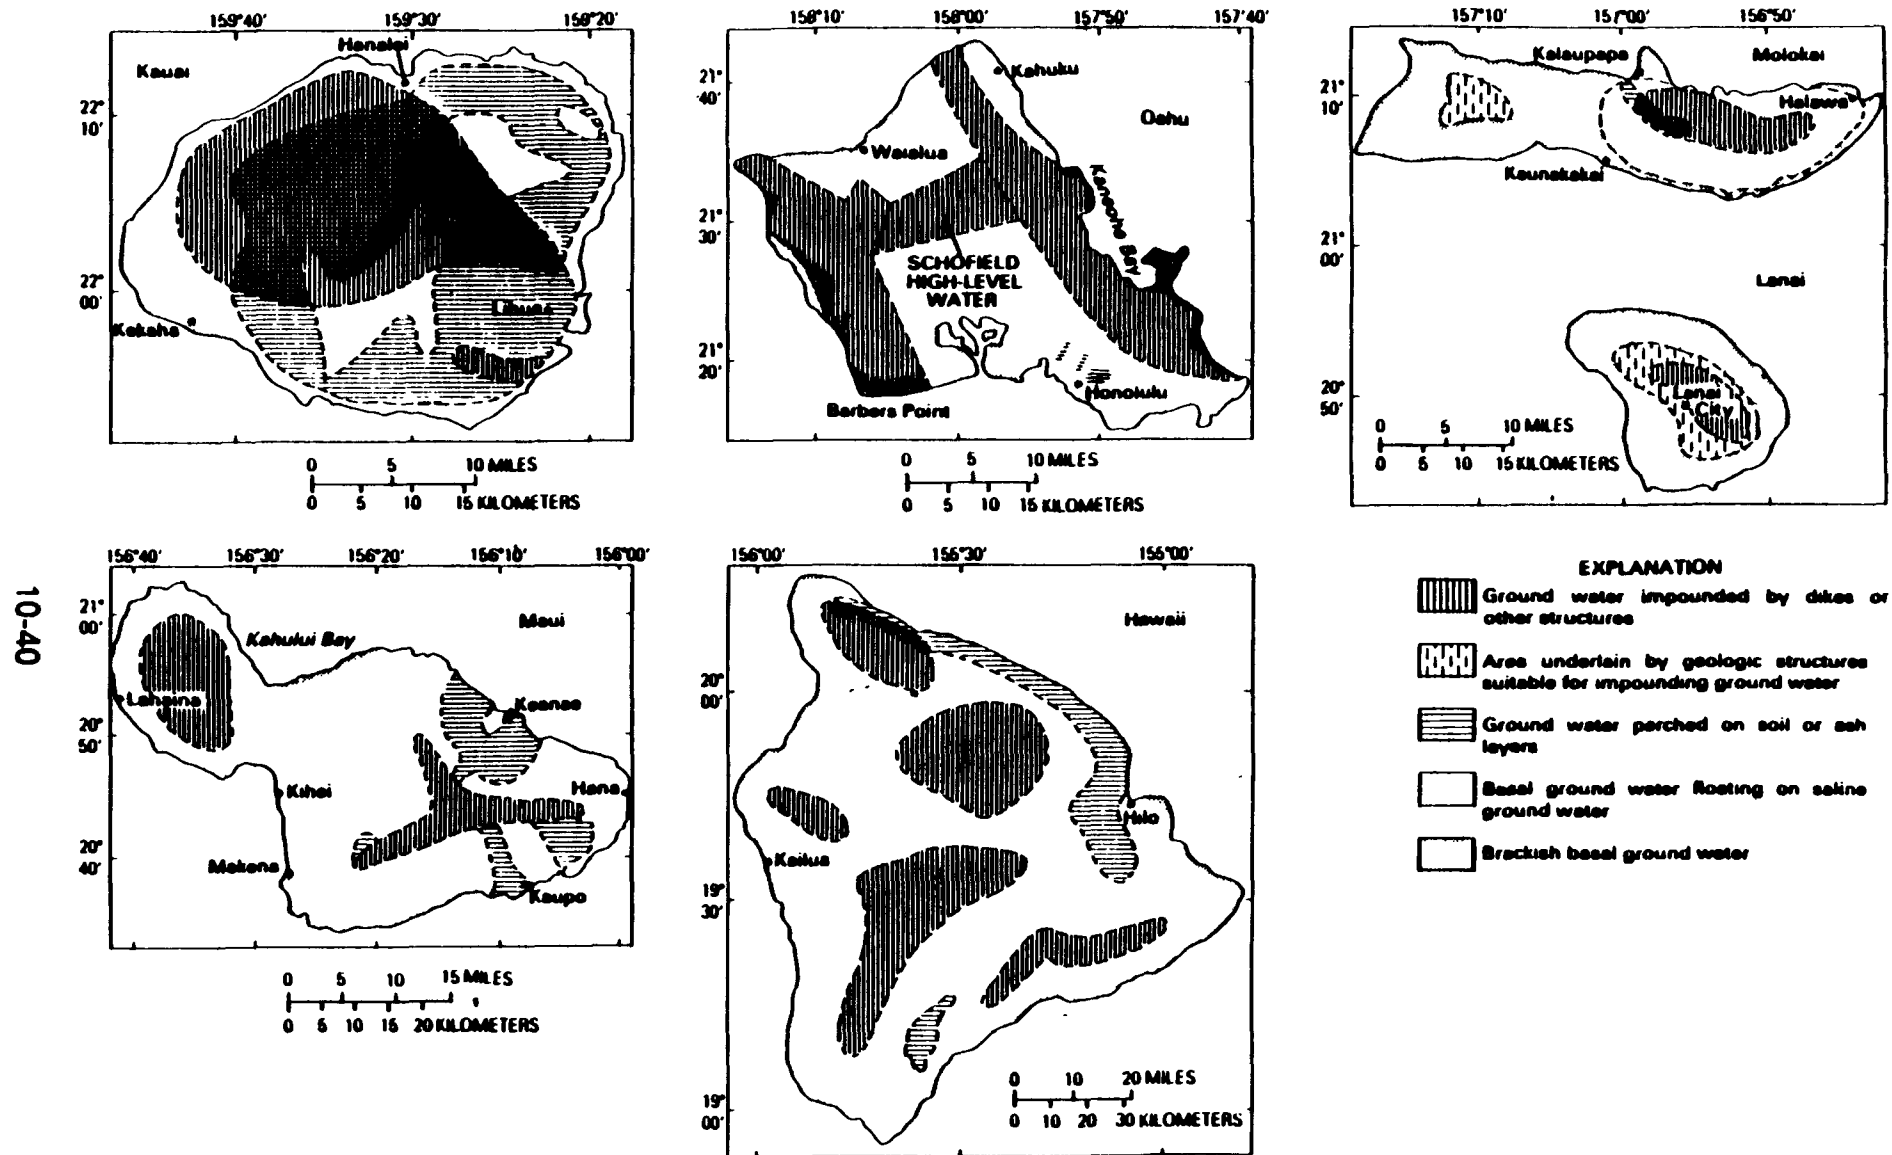 159°40'
159°30'
159°20'
Kauai
Hanalei
22°
10'
22°
00'
Lihue
Kekaha
0 5 10 MILES
0 5 10 15 KILOMETERS
158°10'
158°00'
157°50'
157°40'
21°
40'
21°
30'
21°
20'
Kahuku
Oahu
Waialua
Kaneohe Bay
SCHOFIELD
HIGH-LEVEL
WATER
Honolulu
Barbers Point
0 5 10 MILES
0 5 10 15 KILOMETERS
157°10'
157°00'
156°50'
Kalaupapa
Molokai
21°
10'
Halawa
Kaunakakai
21°
00'
Lanai
20°
50'
Lanai
City
0 5 10 MILES
0 5 10 15 KILOMETERS
10-40
156°40'
156°30'
156°20'
156°10'
156°00'
21°
00'
Kahului Bay
Maui
Lahaina
Keanae
20°
50'
Kihei
Hana
20°
40'
Makena
Kaupo
0 5 10 15 MILES
0 5 10 15 20 KILOMETERS
156°00'
155°30'
155°00'
Hawaii
20°
00'
Hilo
Kailua
19°
30'
19°
00'
0 10 20 MILES
0 10 20 30 KILOMETERS
EXPLANATION
Ground water impounded by dikes or
other structures
Area underlain by geologic structures
suitable for impounding ground water
Ground water perched on soil or ash
layers
Basal ground water floating on saline
ground water
Brackish basal ground water